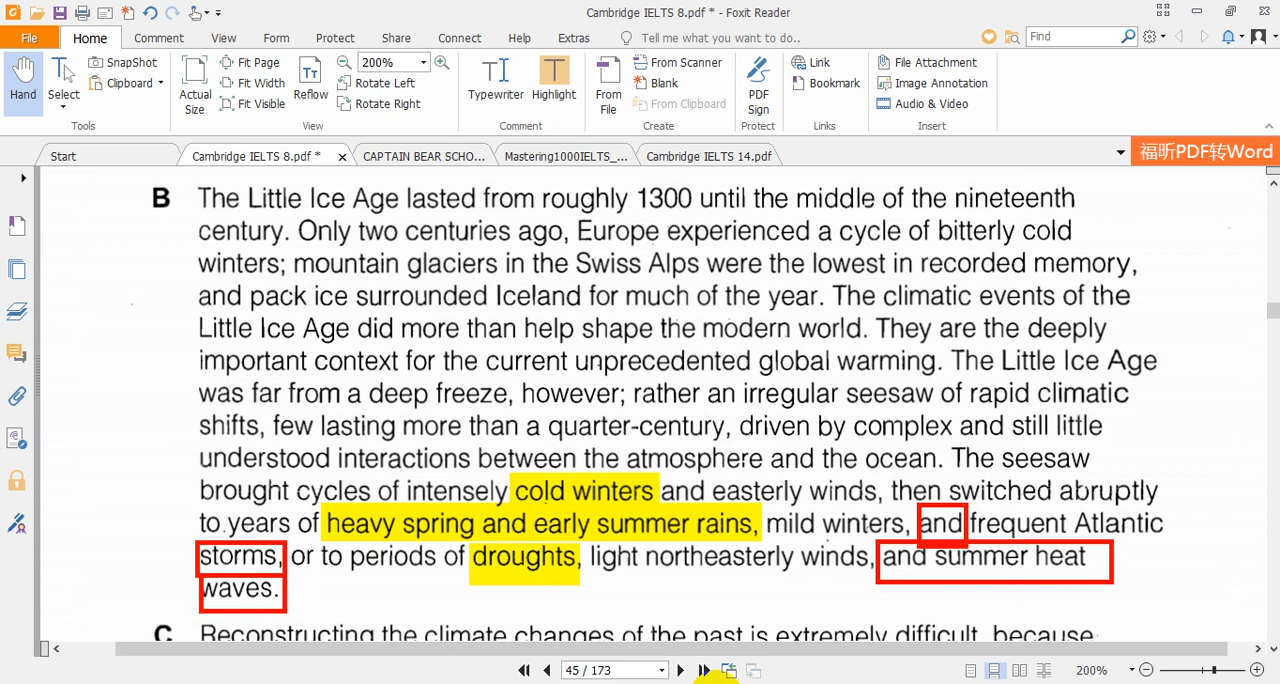 Cambridge IELTS 8.pdf * - Foxit Reader
File Home Comment View Form Protect Share Connect Help Extras Tell me what you want to do.. Find
Hand
Select
SnapShot
Clipboard
Tools
Actual
Size
Fit Page
Fit Width
Fit Visible
Reflow
200%
Rotate Left
Rotate Right
View
Typewriter
Highlight
Comment
From
File
From Scanner
Blank
From Clipboard
Create
PDF
Sign
Protect
Link
Bookmark
Links
File Attachment
Image Annotation
Audio & Video
Insert
Start
Cambridge IELTS 8.pdf *
CAPTAIN BEAR SCHO...
Mastering1000IELTS_...
Cambridge IELTS 14.pdf
福昕PDF转Word
B The Little Ice Age lasted from roughly 1300 until the middle of the nineteenth
century. Only two centuries ago, Europe experienced a cycle of bitterly cold
winters; mountain glaciers in the Swiss Alps were the lowest in recorded memory,
and pack ice surrounded Iceland for much of the year. The climatic events of the
Little Ice Age did more than help shape the modern world. They are the deeply
important context for the current unprecedented global warming. The Little Ice Age
was far from a deep freeze, however; rather an irregular seesaw of rapid climatic
shifts, few lasting more than a quarter-century, driven by complex and still little
understood interactions between the atmosphere and the ocean. The seesaw
brought cycles of intensely cold winters and easterly winds, then switched abruptly
to years of heavy spring and early summer rains, mild winters, and frequent Atlantic
storms, or to periods of droughts, light northeasterly winds, and summer heat
waves.
C Reconstructing the climate changes of the past is extremely difficult, because
45 / 173
200%